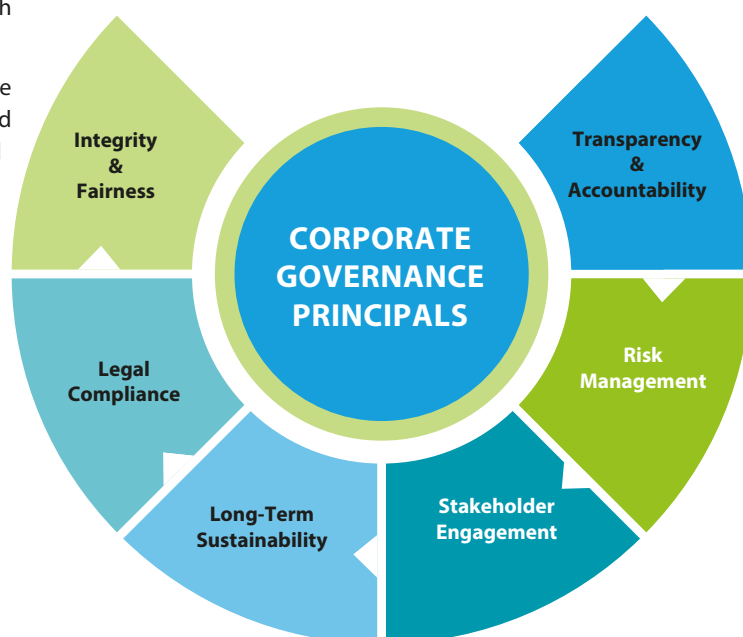 h
e
d
Integrity
&
Fairness
Transparency
&
Accountability
CORPORATE
GOVERNANCE
PRINCIPALS
Legal
Compliance
Risk
Management
Long-Term
Sustainability
Stakeholder
Engagement